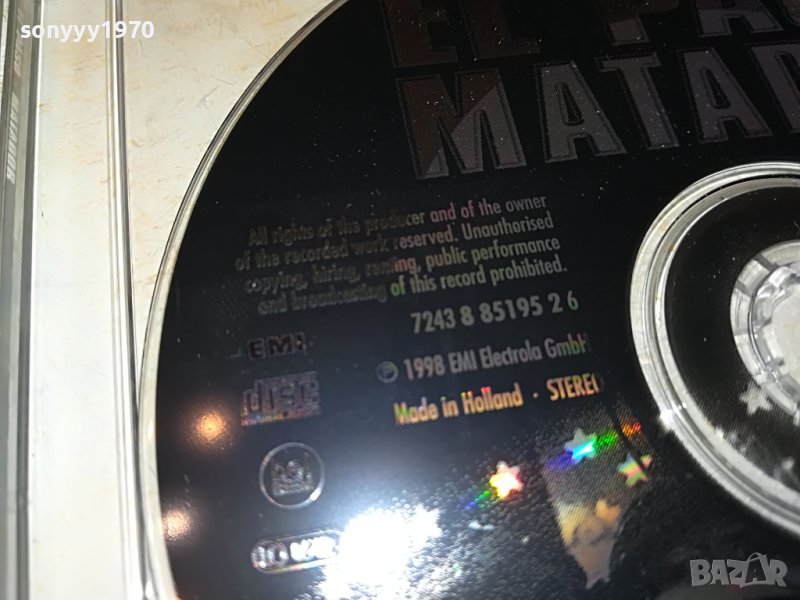 sonyyy1970
EL
MATAD
All rights of the producer and of the owner
of the recorded work reserved. Unauthorised
copying, hiring, renting, public performance
and broadcasting of this record prohibited.
7243 8 85195 2 6
EMI
℗ 1998 EMI Electrola GmbH
disc
Made in Holland · STEREO
BAZAR